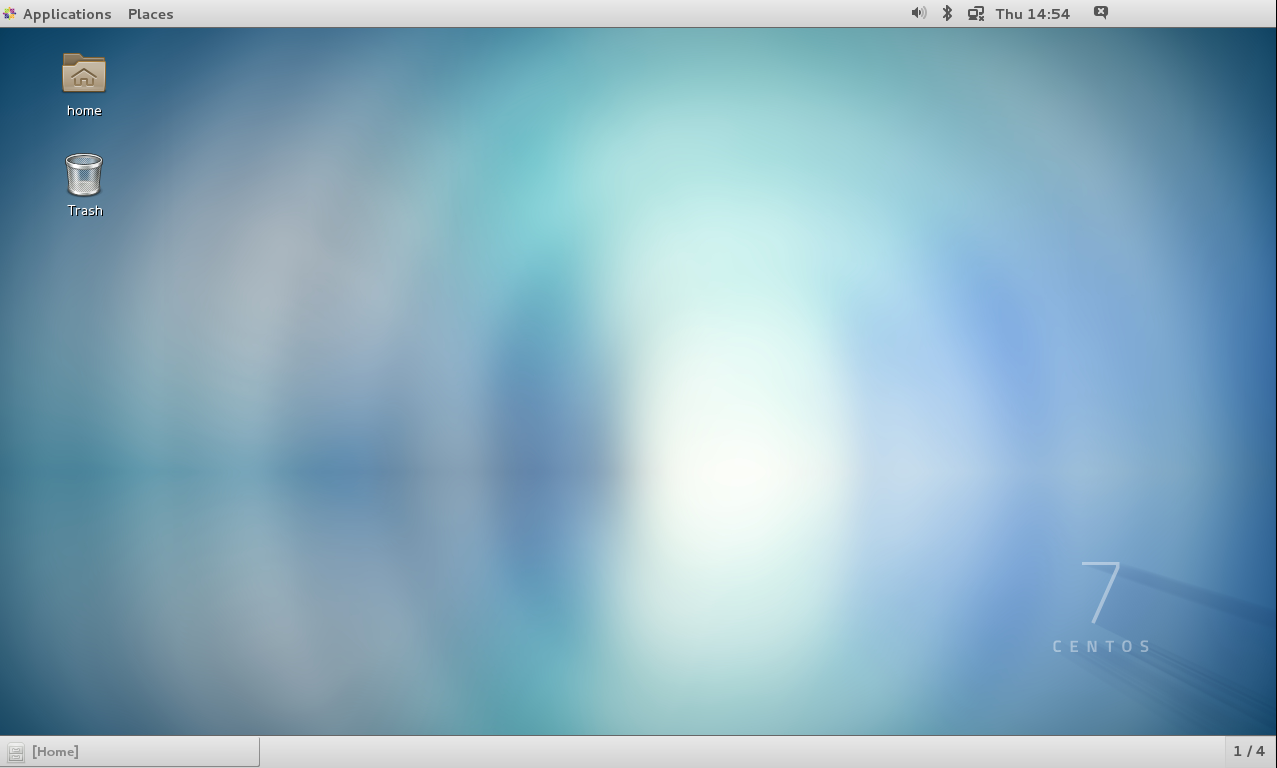 Applications Places Thu 14:54
home
Trash
7
CENTOS
[Home] 1 / 4